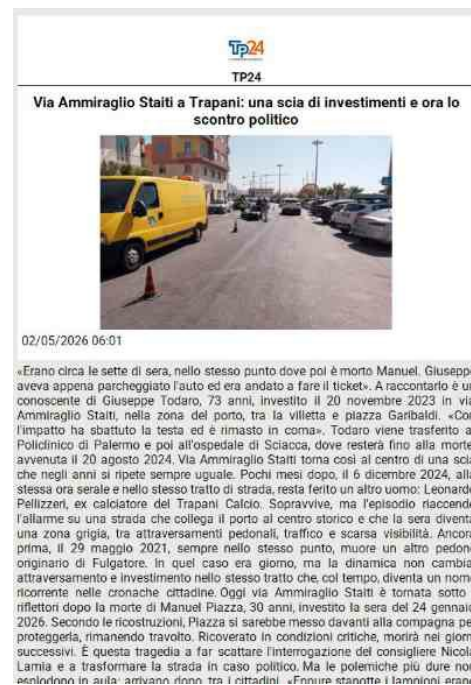 Tp24
TP24
Via Ammiraglio Staiti a Trapani: una scia di investimenti e ora lo
scontro politico
02/05/2026 06:01
«Erano circa le sette di sera, nello stesso punto dove poi è morto Manuel. Giuseppe
aveva appena parcheggiato l'auto ed era andato a fare il ticket». A raccontarlo è un
conoscente di Giuseppe Todaro, 73 anni, investito il 20 novembre 2023 in via
Ammiraglio Staiti, nella zona del porto, tra la villetta e piazza Garibaldi. «Con
l'impatto ha sbattuto la testa ed è rimasto in coma». Todaro viene trasferito al
Policlinico di Palermo e poi all'ospedale di Sciacca, dove resterà fino alla morte,
avvenuta il 20 agosto 2024. Via Ammiraglio Staiti torna così al centro di una scia
che negli anni si ripete sempre uguale. Pochi mesi dopo, il 6 dicembre 2024, alla
stessa ora serale e nello stesso tratto di strada, resta ferito un altro uomo: Leonardo
Pellizzeri, ex calciatore del Trapani Calcio. Sopravvive, ma l'episodio riaccende
l'allarme su una strada che collega il porto al centro storico e che la sera diventa
una zona grigia, tra attraversamenti pedonali, traffico e scarsa visibilità. Ancora
prima, il 29 maggio 2021, sempre nello stesso punto, muore un altro pedone
originario di Fulgatore. In quel caso era giorno, ma la dinamica non cambia:
attraversamento e investimento nello stesso tratto che, col tempo, diventa un nome
ricorrente nelle cronache cittadine. Oggi via Ammiraglio Staiti è tornata sotto i
riflettori dopo la morte di Manuel Piazza, 30 anni, investito la sera del 24 gennaio
2026. Secondo le ricostruzioni, Piazza si sarebbe messo davanti alla compagna per
proteggerla, rimanendo travolto. Ricoverato in condizioni critiche, morirà nei giorni
successivi. È questa tragedia a far scattare l'interrogazione del consigliere Nicola
Lamia e a trasformare la strada in caso politico. Ma le polemiche più dure non
esplodono in aula: arrivano dopo, tra i cittadini. «Eppure stanotte i lampioni erano